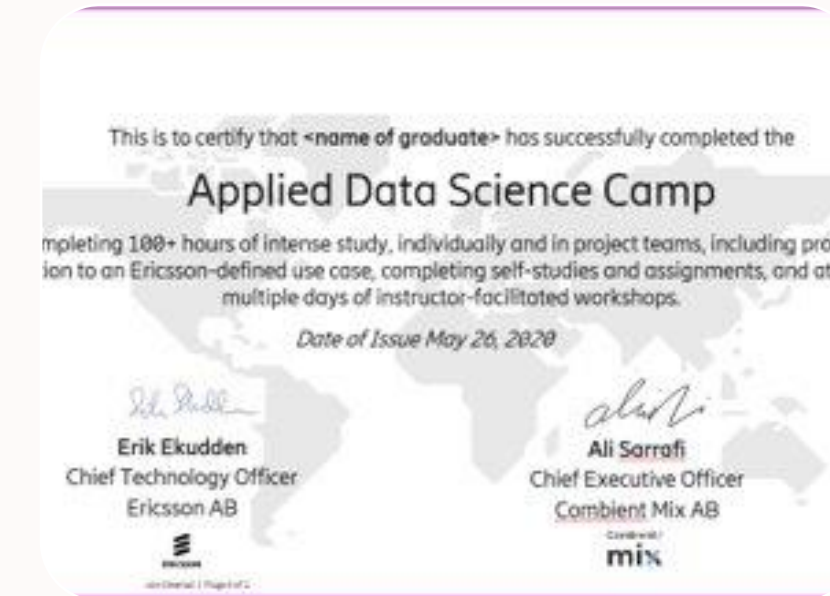 This is to certify that <name of graduate> has successfully completed the
Applied Data Science Camp
mpleting 100+ hours of intense study, individually and in project teams, including pro
ion to an Ericsson-defined use case, completing self-studies and assignments, and at
multiple days of instructor-facilitated workshops.
Date of Issue May 26, 2020
Erik Ekudden
Chief Technology Officer
Ericsson AB
ERICSSON
Ali Sarrafi
Chief Executive Officer
Combient Mix AB
Combient
mix